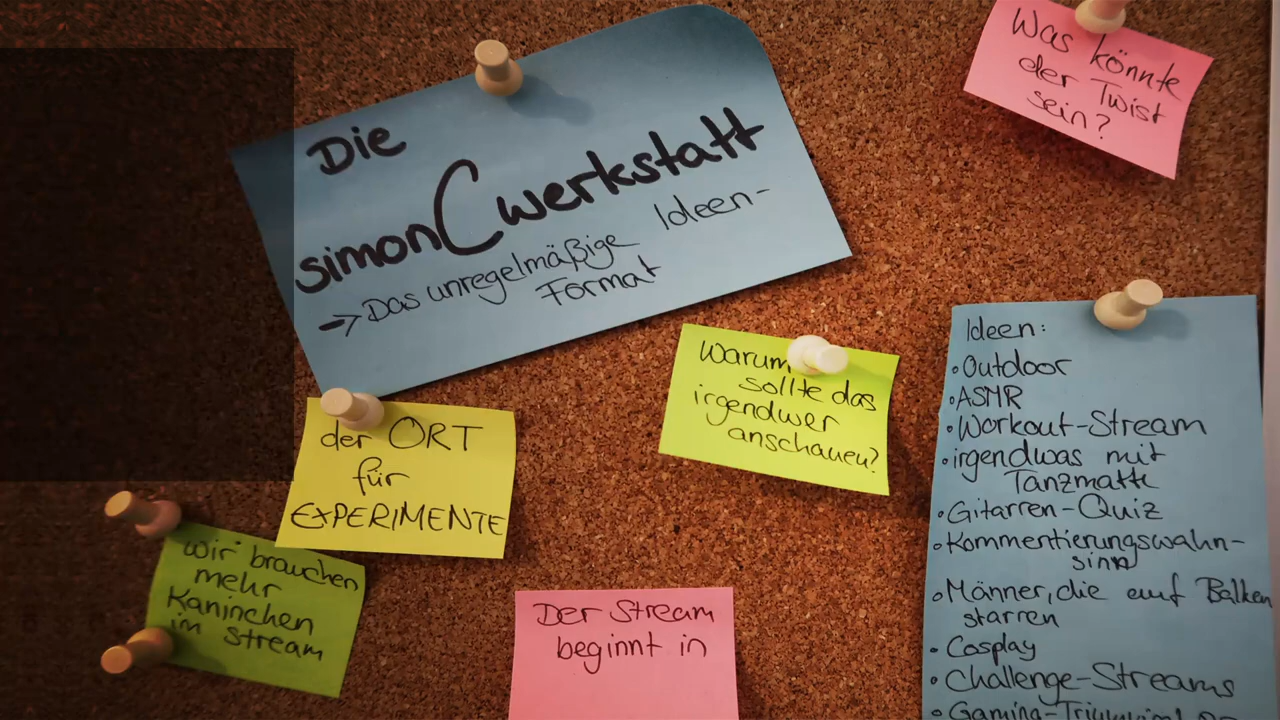 Die
simonCwerkstatt
→ Das unregelmäßige Ideen-
Format
Was könnte
der Twist
sein?
Warum
sollte das
irgendwer
anschauen?
der ORT
für
EXPERIMENTE
wir brauchen
mehr
Kaninchen
im Stream
Der Stream
beginnt in
Ideen:
• Outdoor
• ASMR
• Workout-Stream
• irgendwas mit
Tanzmatte
• Gitarren-Quiz
• Kommentierungswahn-
sinn
• Männer, die auf Balken
starren
• Cosplay
• Challenge-Streams
• Gaming-